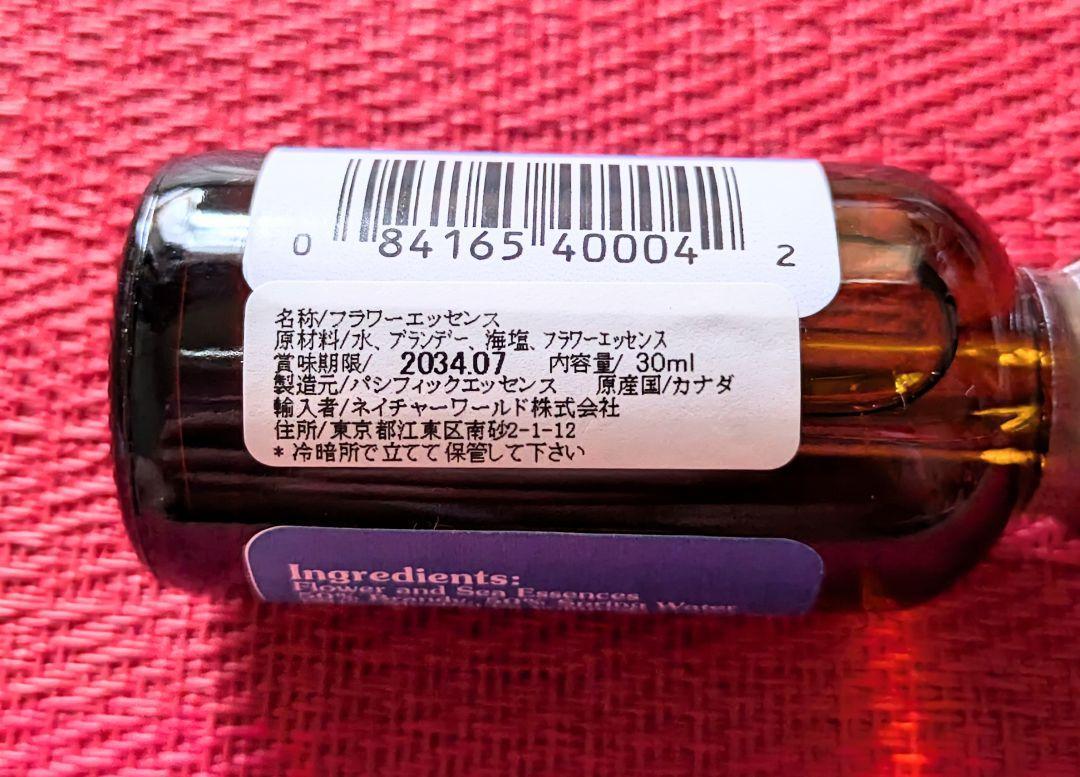 0 84165 40004 2
名称/フラワーエッセンス
原材料/水、ブランデー、海塩、フラワーエッセンス
賞味期限/ 2034.07 内容量/ 30ml
製造元/パシフィックエッセンス 原産国/カナダ
輸入者/ネイチャーワールド株式会社
住所/東京都江東区南砂2-1-12
* 冷暗所で立てて保管して下さい
Ingredients:
Flower and Sea Essences
50% Brandy, 50% Spring Water